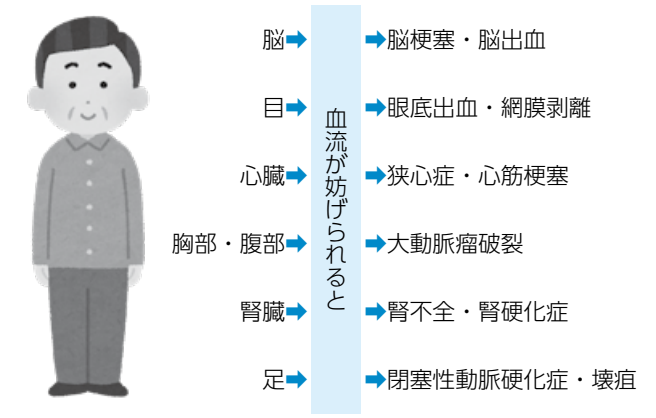 脳➡
➡脳梗塞・脳出血
目➡
➡眼底出血・網膜剥離
心臓➡
➡狭心症・心筋梗塞
胸部・腹部➡
➡大動脈瘤破裂
腎臓➡
➡腎不全・腎硬化症
足➡
➡閉塞性動脈硬化症・壊疽
血流が妨げられると